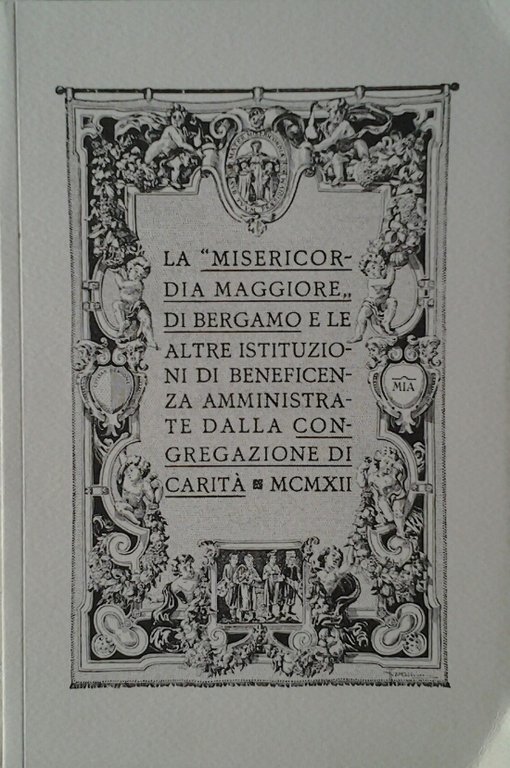 LA “MISERICOR-
DIA MAGGIORE„
DI BERGAMO E LE
ALTRE ISTITUZIO-
NI DI BENEFICEN-
ZA AMMINISTRA-
TE DALLA CON-
GREGAZIONE DI
CARITÀ MCMXII
MIA